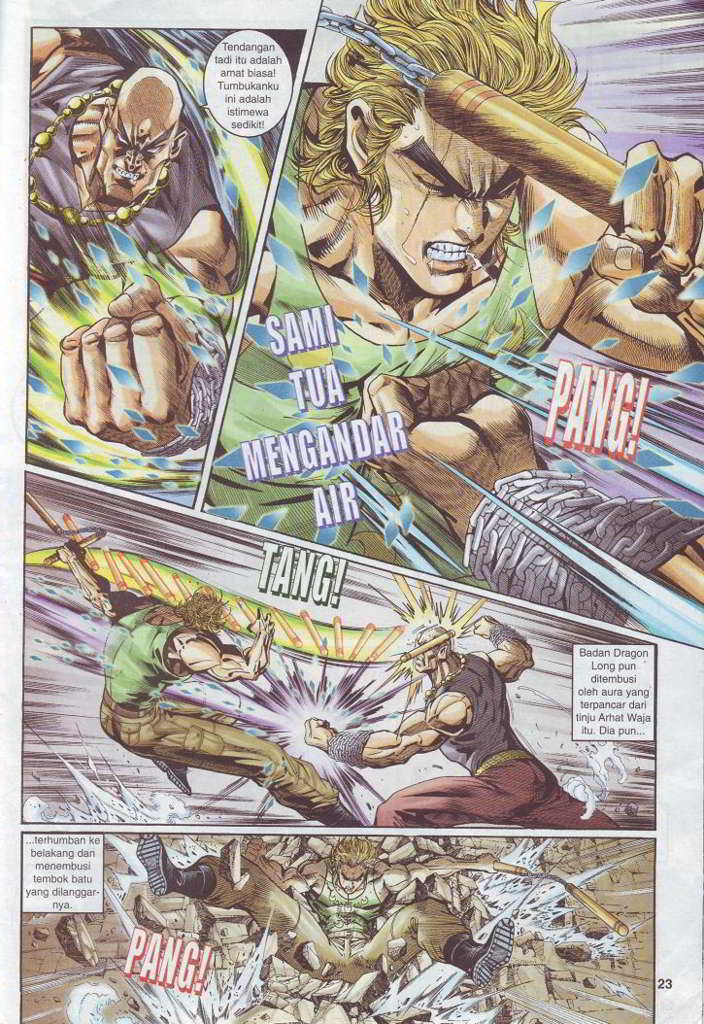 Tendangan
tadi itu adalah
amat biasa!
Tumbukanku
ini adalah
istimewa
sedikit!
SAMI
TUA
MENGANDAR
AIR
PANG!
TANG!
Badan Dragon
Long pun
ditembusi
oleh aura yang
terpancar dari
tinju Arhat Waja
itu. Dia pun...
...terhumban ke
belakang dan
menembusi
tembok batu
yang dilanggar-
nya.
PANG!
23